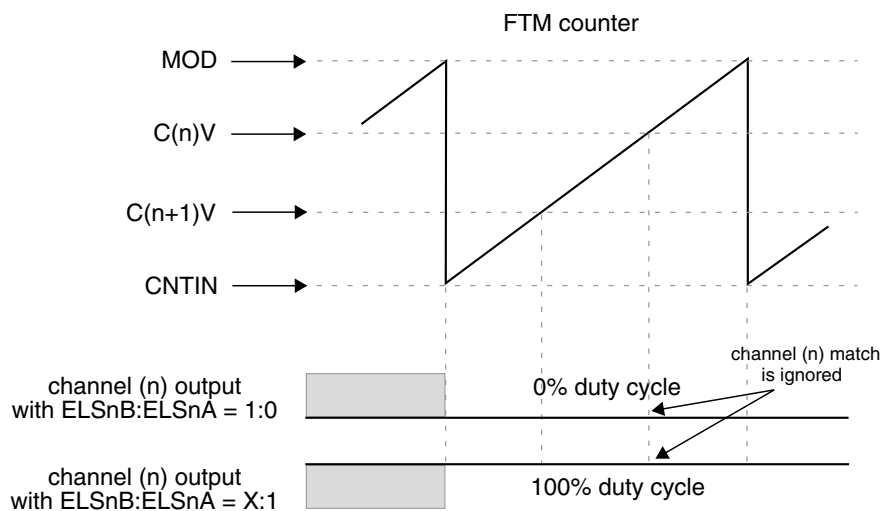 FTM counter
MOD
C(n)V
C(n+1)V
CNTIN
channel (n) match
is ignored
channel (n) output
with ELSnB:ELSnA = 1:0
0% duty cycle
channel (n) output
with ELSnB:ELSnA = X:1
100% duty cycle